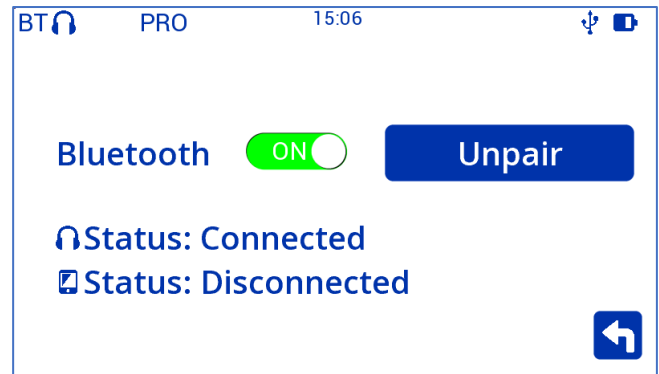 BT PRO 15:06
Bluetooth ON Unpair
Status: Connected
Status: Disconnected